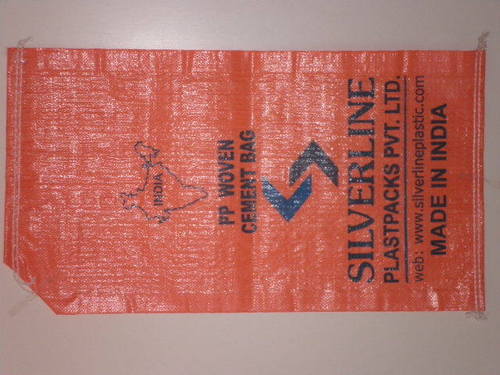 INDIA
PP WOVEN
CEMENT BAG
SILVERLINE
PLASTPACKS PVT. LTD.
web: www.silverlineplastic.com
MADE IN INDIA